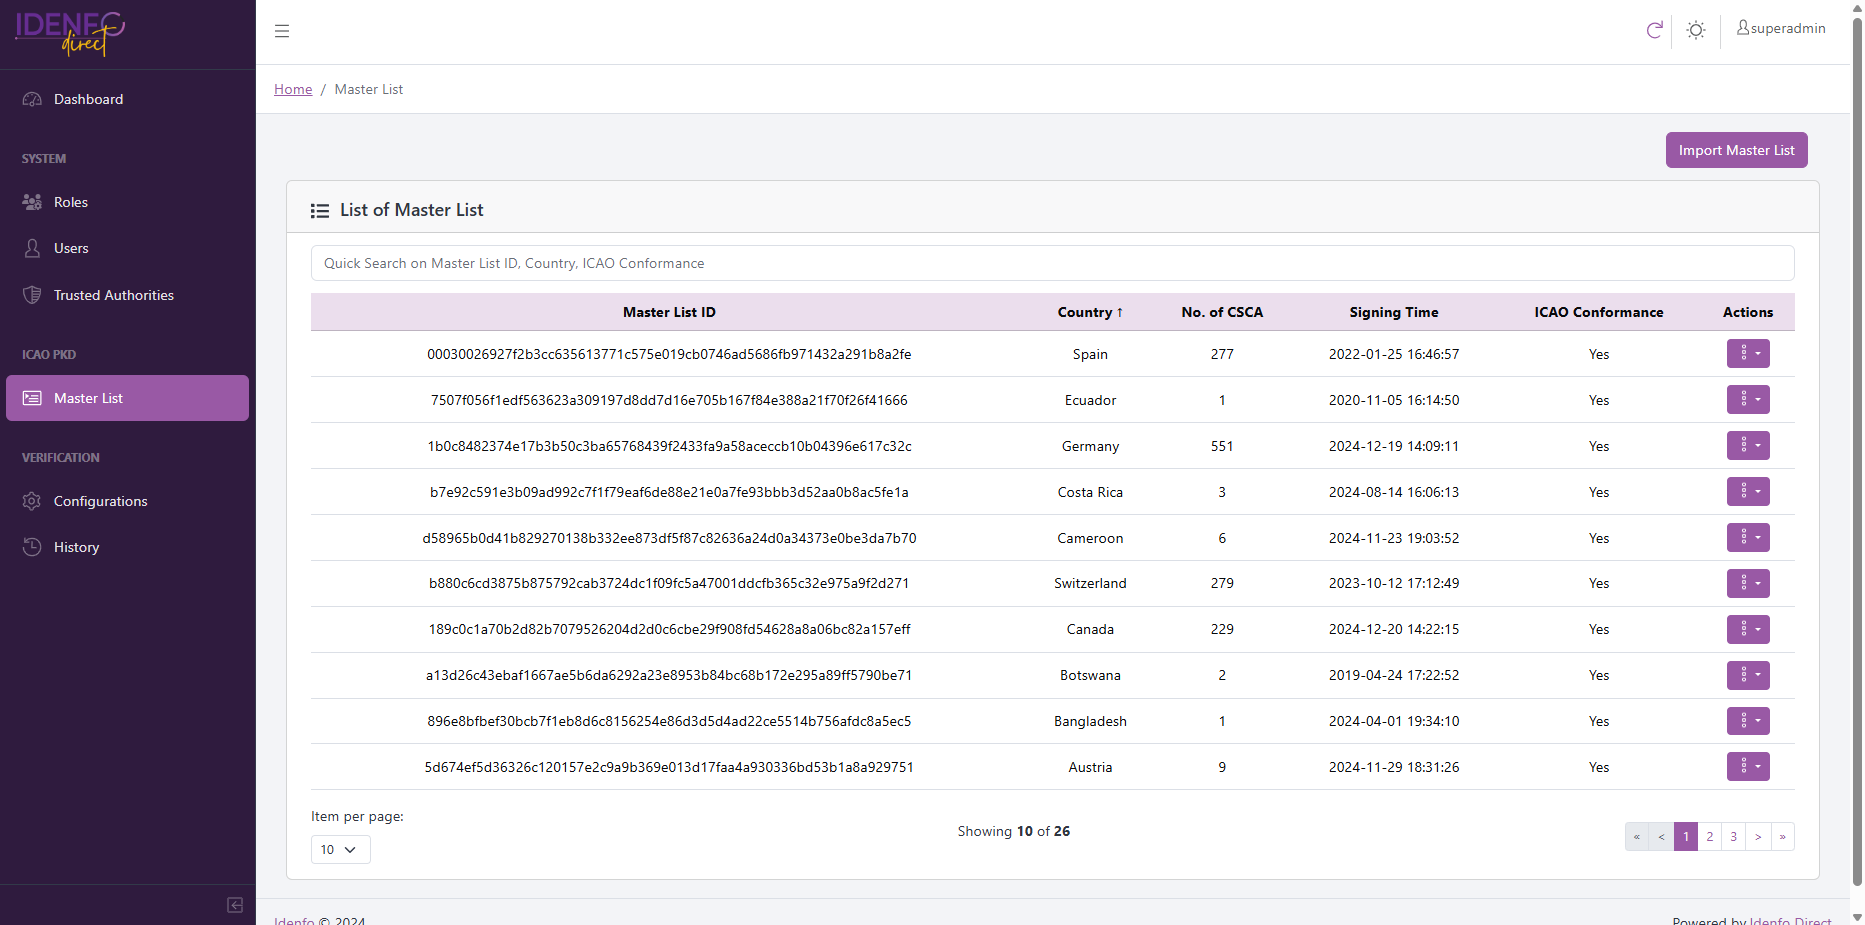 IDENFO
direct
superadmin
Home / Master List
Dashboard
SYSTEM
Roles
Users
Trusted Authorities
ICAO PKD
Master List
VERIFICATION
Configurations
History
Import Master List
List of Master List
Quick Search on Master List ID, Country, ICAO Conformance
Master List ID Country ↑ No. of CSCA Signing Time ICAO Conformance Actions
00030026927f2b3cc635613771c575e019cb0746ad5686fb971432a291b8a2fe Spain 277 2022-01-25 16:46:57 Yes
7507f056f1edf563623a309197d8dd7d16e705b167f84e388a21f70f26f41666 Ecuador 1 2020-11-05 16:14:50 Yes
1b0c8482374e17b3b50c3ba65768439f2433fa9a58aceccb10b04396e617c32c Germany 551 2024-12-19 14:09:11 Yes
b7e92c591e3b09ad992c7f1f79eaf6de88e21e0a7fe93bbb3d52aa0b8ac5fe1a Costa Rica 3 2024-08-14 16:06:13 Yes
d58965b0d41b829270138b332ee873df5f87c82636a24d0a34373e0be3da7b70 Cameroon 6 2024-11-23 19:03:52 Yes
b880c6cd3875b875792cab3724dc1f09fc5a47001ddcfb365c32e975a9f2d271 Switzerland 279 2023-10-12 17:12:49 Yes
189c0c1a70b2d82b7079526204d2d0c6cbe29f908fd54628a8a06bc82a157eff Canada 229 2024-12-20 14:22:15 Yes
a13d26c43ebaf1667ae5b6da6292a23e8953b84bc68b172e295a89ff5790be71 Botswana 2 2019-04-24 17:22:52 Yes
896e8bfbef30bcb7f1eb8d6c8156254e86d3d5d4ad22ce5514b756afdc8a5ec5 Bangladesh 1 2024-04-01 19:34:10 Yes
5d674ef5d36326c120157e2c9a9b369e013d17faa4a930336bd53b1a8a929751 Austria 9 2024-11-29 18:31:26 Yes
Item per page:
10
Showing 10 of 26
« < 1 2 3 > »
Idenfo © 2024
Powered by Idenfo Direct